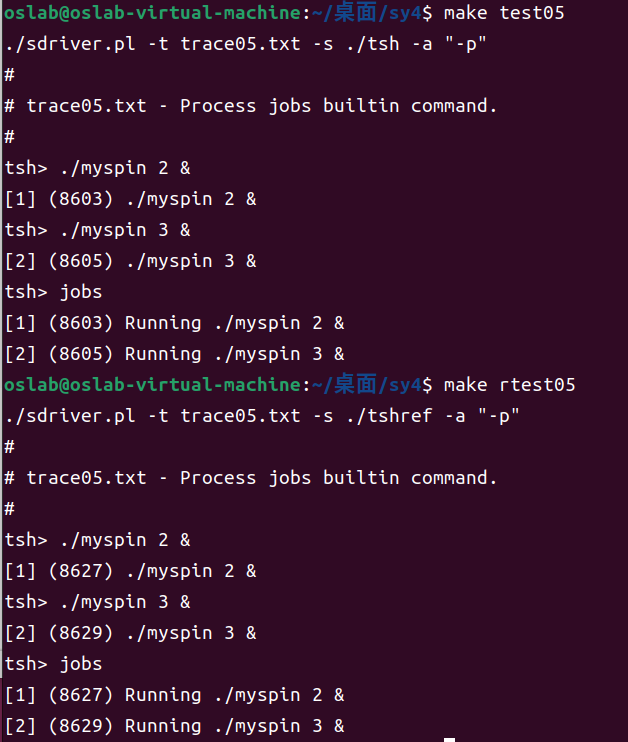 oslab@oslab-virtual-machine:~/桌面/sy4$ make test05
./sdriver.pl -t trace05.txt -s ./tsh -a "-p"
#
# trace05.txt - Process jobs builtin command.
#
tsh> ./myspin 2 &
[1] (8603) ./myspin 2 &
tsh> ./myspin 3 &
[2] (8605) ./myspin 3 &
tsh> jobs
[1] (8603) Running ./myspin 2 &
[2] (8605) Running ./myspin 3 &
oslab@oslab-virtual-machine:~/桌面/sy4$ make rtest05
./sdriver.pl -t trace05.txt -s ./tshref -a "-p"
#
# trace05.txt - Process jobs builtin command.
#
tsh> ./myspin 2 &
[1] (8627) ./myspin 2 &
tsh> ./myspin 3 &
[2] (8629) ./myspin 3 &
tsh> jobs
[1] (8627) Running ./myspin 2 &
[2] (8629) Running ./myspin 3 &